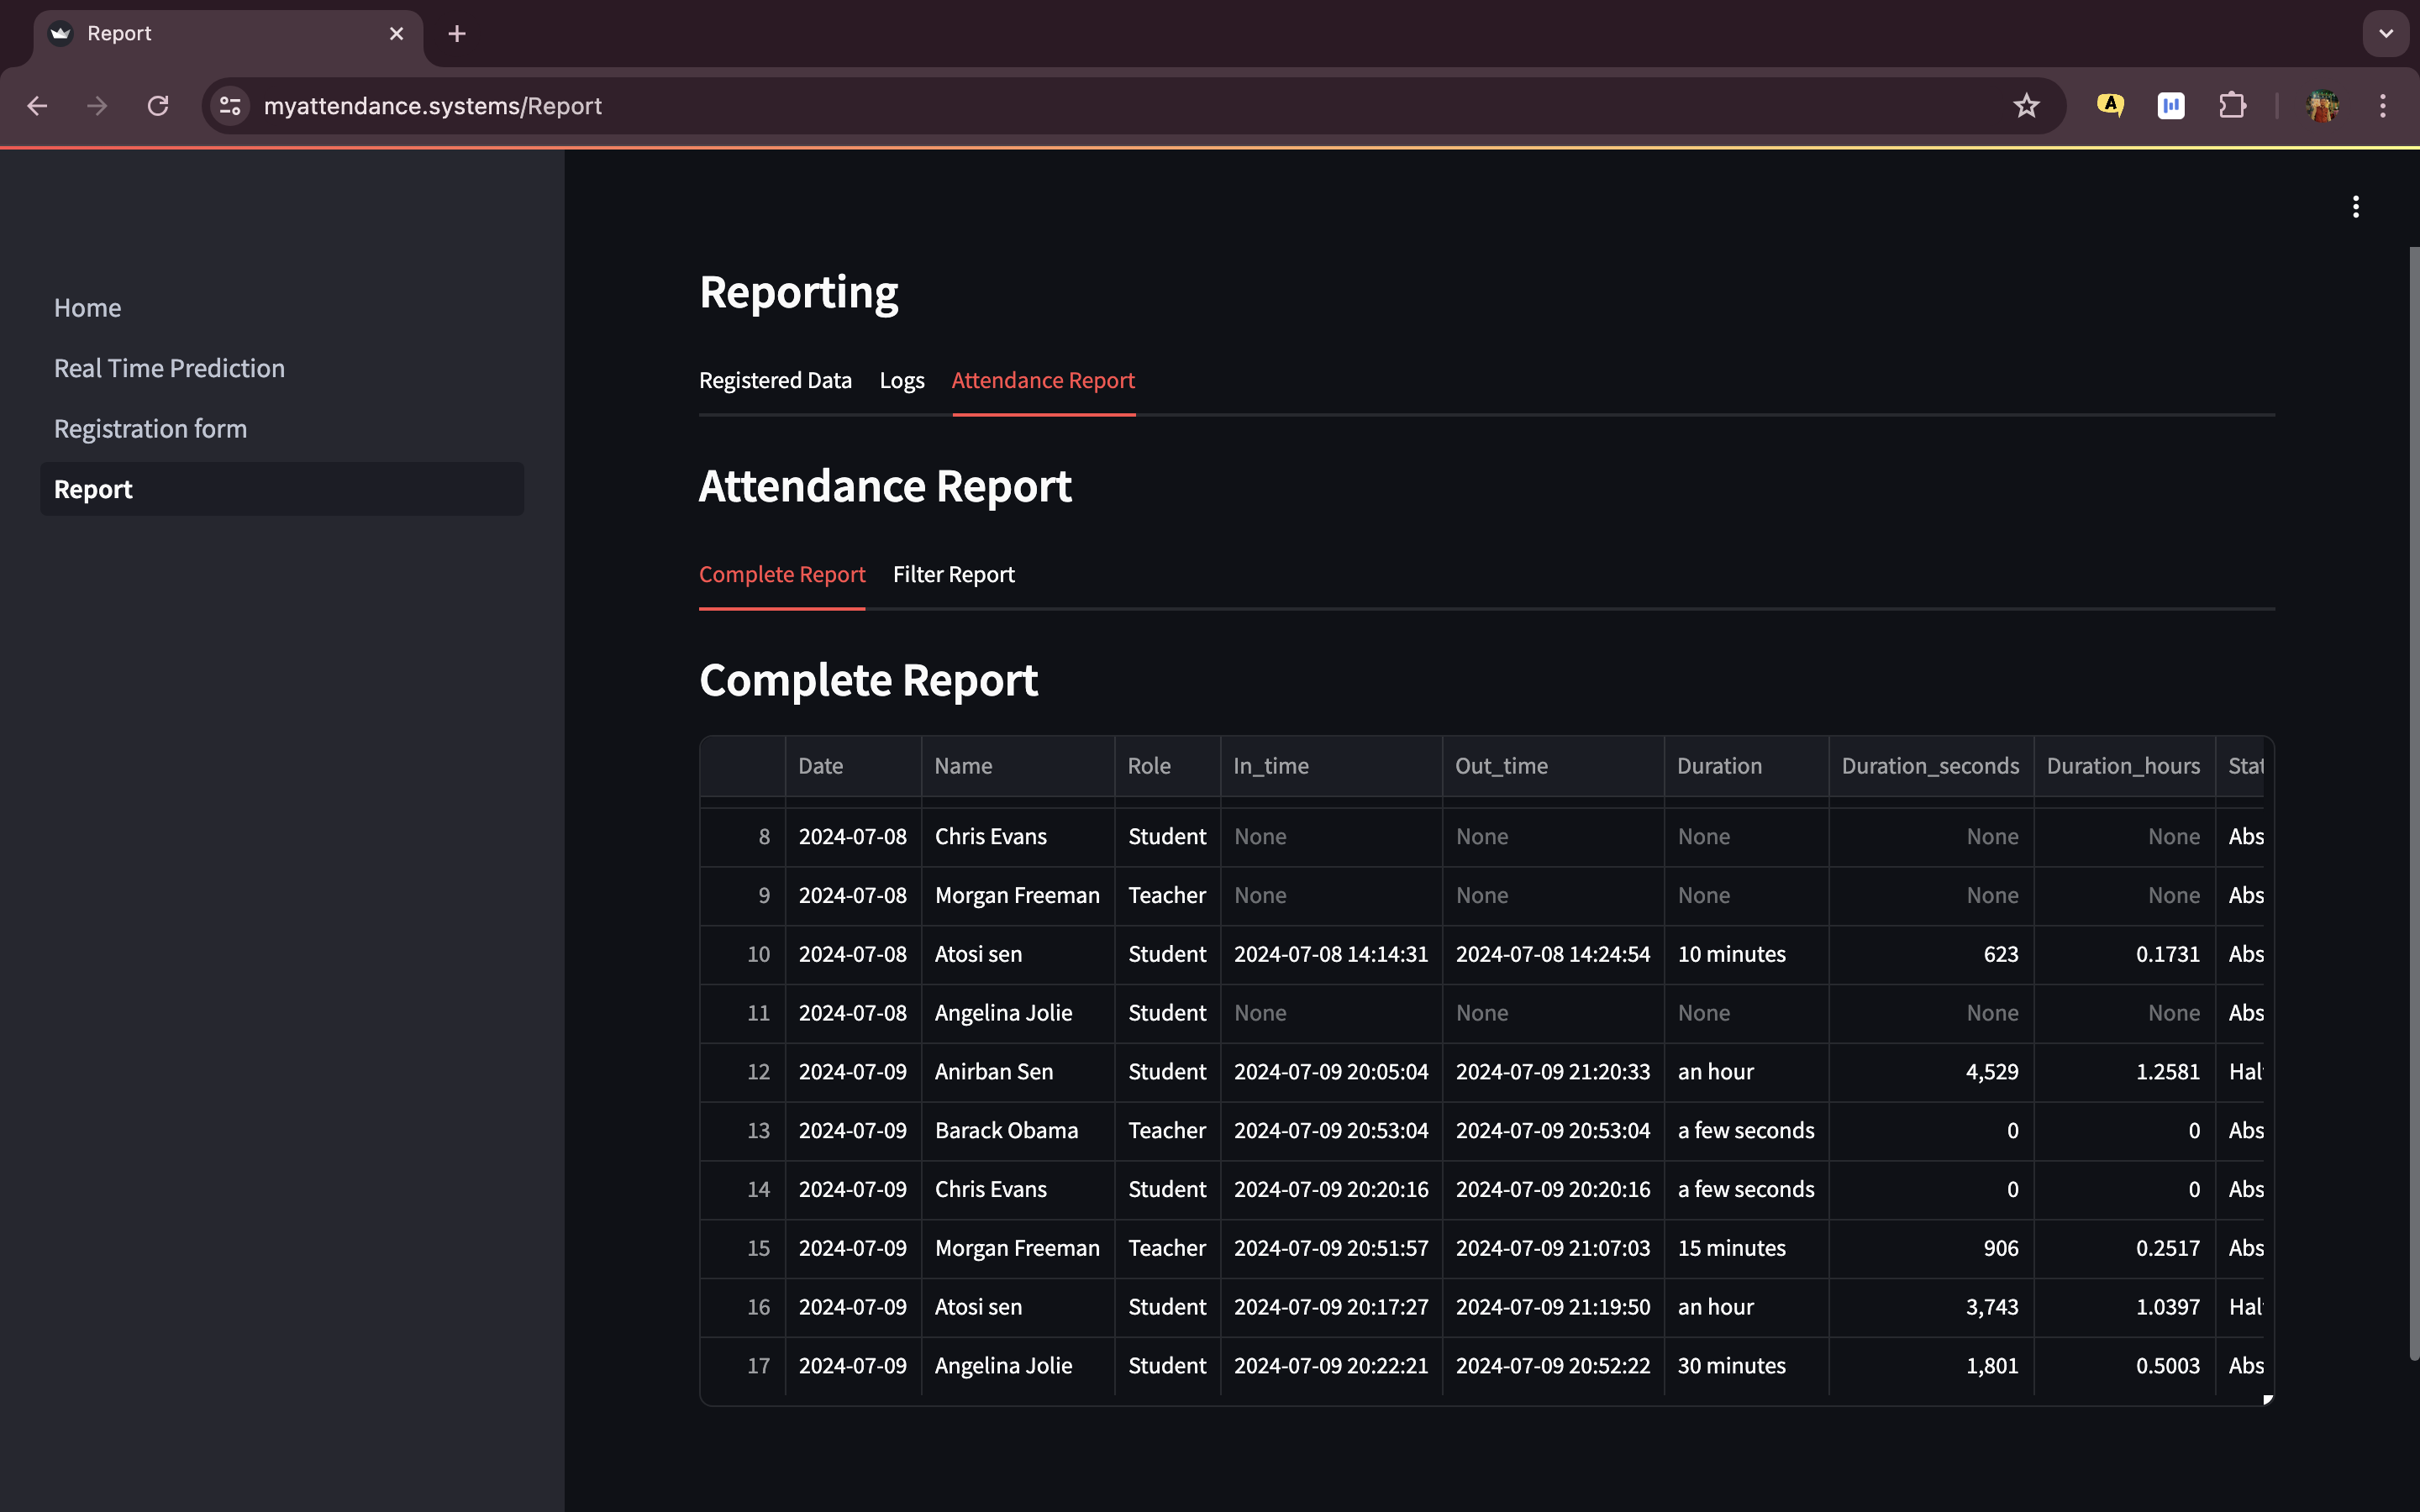 Report
myattendance.systems/Report
Home
Real Time Prediction
Registration form
Report
Reporting
Registered Data Logs Attendance Report
Attendance Report
Complete Report Filter Report
Complete Report
Date Name Role In_time Out_time Duration Duration_seconds Duration_hours Stat
8 2024-07-08 Chris Evans Student None None None None None Abs
9 2024-07-08 Morgan Freeman Teacher None None None None None Abs
10 2024-07-08 Atosi sen Student 2024-07-08 14:14:31 2024-07-08 14:24:54 10 minutes 623 0.1731 Abs
11 2024-07-08 Angelina Jolie Student None None None None None Abs
12 2024-07-09 Anirban Sen Student 2024-07-09 20:05:04 2024-07-09 21:20:33 an hour 4,529 1.2581 Hal
13 2024-07-09 Barack Obama Teacher 2024-07-09 20:53:04 2024-07-09 20:53:04 a few seconds 0 0 Abs
14 2024-07-09 Chris Evans Student 2024-07-09 20:20:16 2024-07-09 20:20:16 a few seconds 0 0 Abs
15 2024-07-09 Morgan Freeman Teacher 2024-07-09 20:51:57 2024-07-09 21:07:03 15 minutes 906 0.2517 Abs
16 2024-07-09 Atosi sen Student 2024-07-09 20:17:27 2024-07-09 21:19:50 an hour 3,743 1.0397 Hal
17 2024-07-09 Angelina Jolie Student 2024-07-09 20:22:21 2024-07-09 20:52:22 30 minutes 1,801 0.5003 Abs